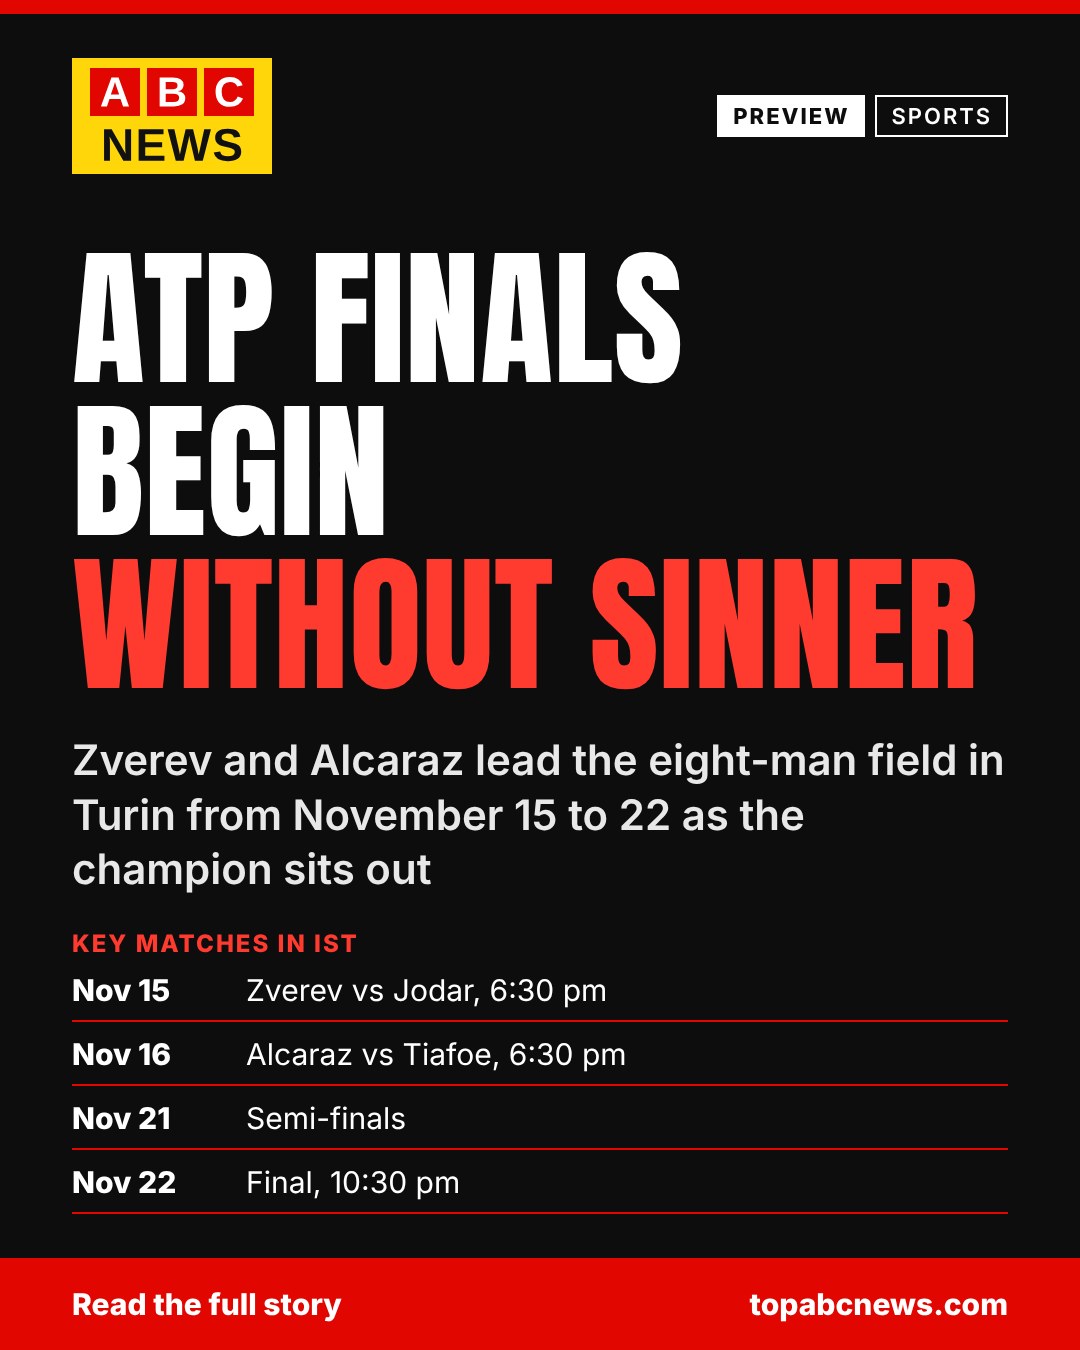 ABC
NEWS
PREVIEW SPORTS
ATP FINALS
BEGIN
WITHOUT SINNER
Zverev and Alcaraz lead the eight-man field in
Turin from November 15 to 22 as the
champion sits out
KEY MATCHES IN IST
Nov 15 Zverev vs Jodar, 6:30 pm
Nov 16 Alcaraz vs Tiafoe, 6:30 pm
Nov 21 Semi-finals
Nov 22 Final, 10:30 pm
Read the full story topabcnews.com